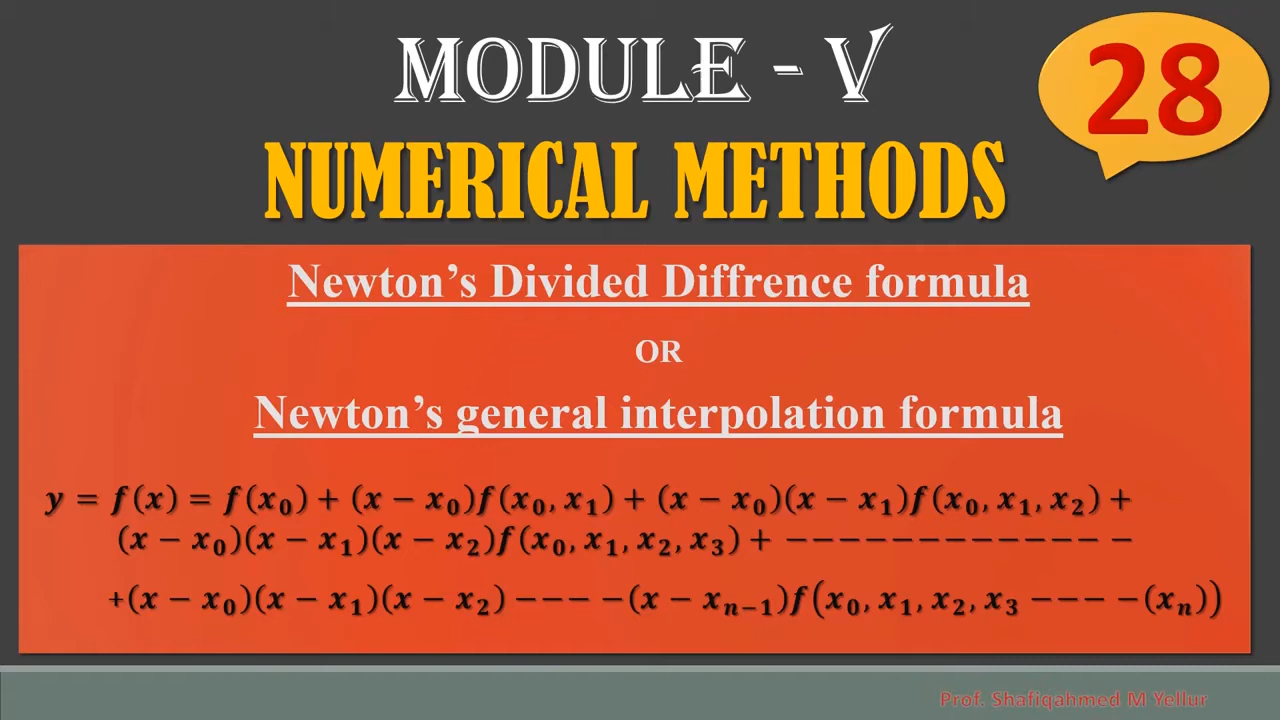 MODULE - V
28
NUMERICAL METHODS
Newton’s Divided Diffrence formula
OR
Newton’s general interpolation formula
y = f(x) = f(x₀) + (x − x₀)f(x₀, x₁) + (x − x₀)(x − x₁)f(x₀, x₁, x₂) +
(x − x₀)(x − x₁)(x − x₂)f(x₀, x₁, x₂, x₃) + − − − − − − − − − − − − −
+(x − x₀)(x − x₁)(x − x₂) − − − −(x − xₙ₋₁)f(x₀, x₁, x₂, x₃ − − − −(xₙ))
Prof. Shafiqahmed M Yellur